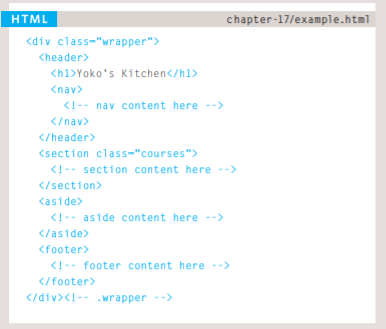 HTML chapter-17/example.html
<div class="wrapper">
<header>
<h1>Yoko's Kitchen</h1>
<nav>
<!-- nav content here -->
</nav>
</header>
<section class="courses">
<!-- section content here -->
</section>
<aside>
<!-- aside content here -->
</aside>
<footer>
<!-- footer content here -->
</footer>
</div><!-- .wrapper -->